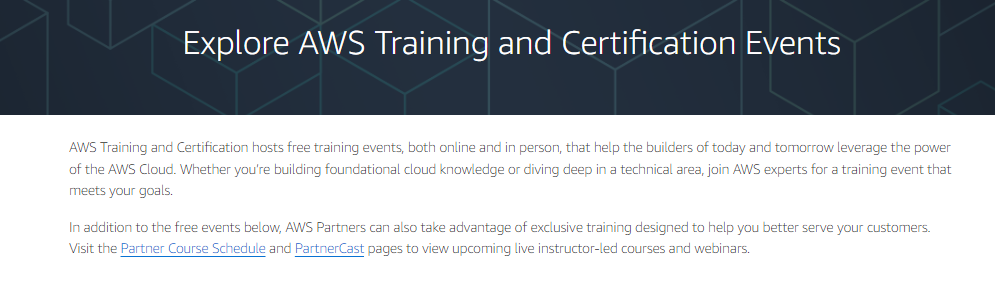 Explore AWS Training and Certification Events
AWS Training and Certification hosts free training events, both online and in person, that help the builders of today and tomorrow leverage the power
of the AWS Cloud. Whether you're building foundational cloud knowledge or diving deep in a technical area, join AWS experts for a training event that
meets your goals.
In addition to the free events below, AWS Partners can also take advantage of exclusive training designed to help you better serve your customers.
Visit the Partner Course Schedule and PartnerCast pages to view upcoming live instructor-led courses and webinars.